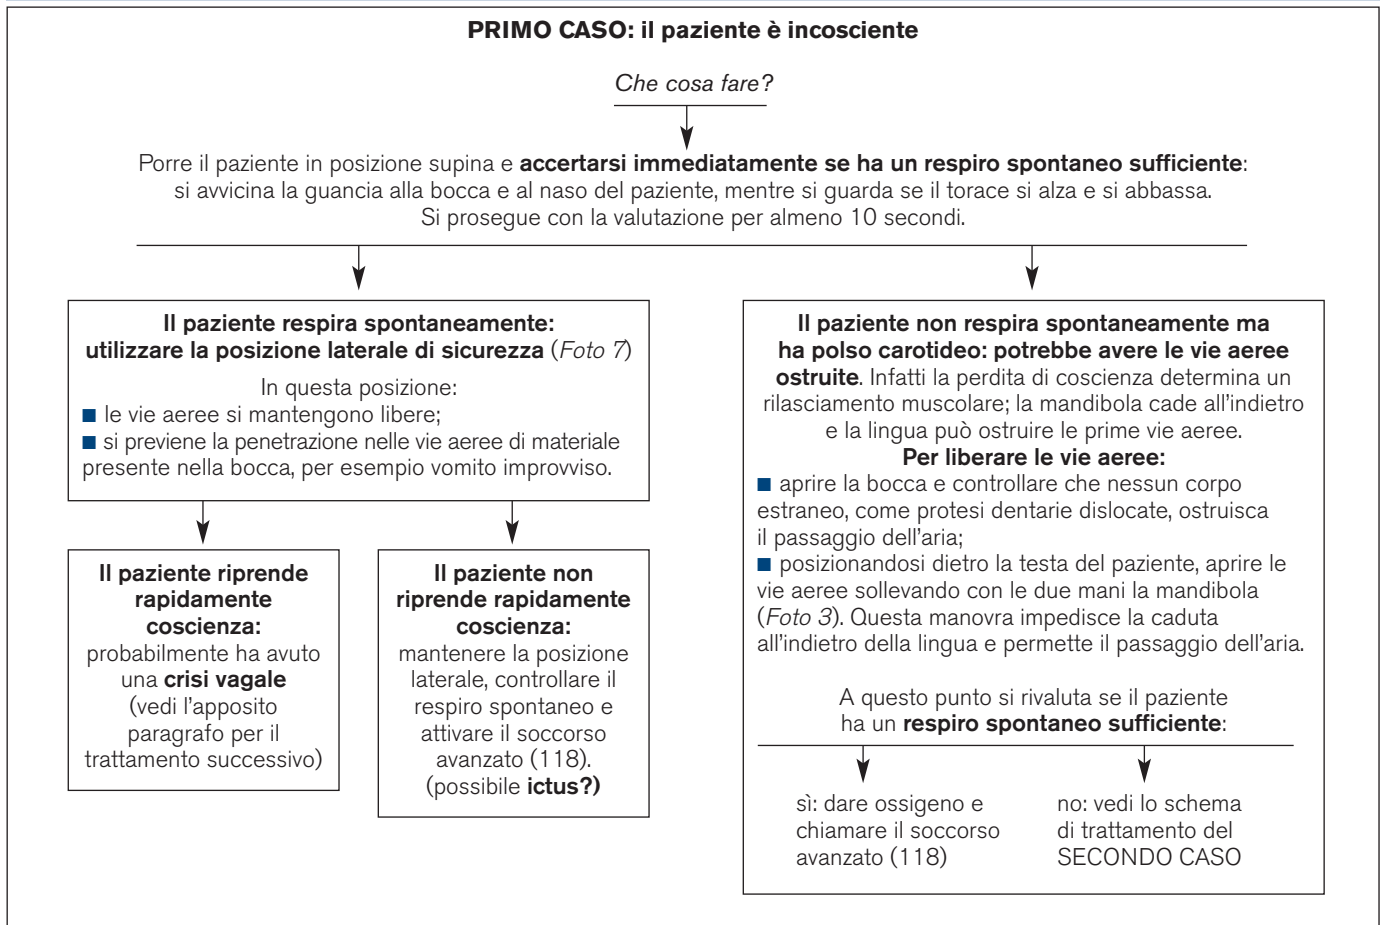 PRIMO CASO: il paziente è incosciente
Che cosa fare?
Porre il paziente in posizione supina e accertarsi immediatamente se ha un respiro spontaneo sufficiente:
si avvicina la guancia alla bocca e al naso del paziente, mentre si guarda se il torace si alza e si abbassa.
Si prosegue con la valutazione per almeno 10 secondi.
Il paziente respira spontaneamente:
utilizzare la posizione laterale di sicurezza (Foto 7)
In questa posizione:
■ le vie aeree si mantengono libere;
■ si previene la penetrazione nelle vie aeree di materiale
presente nella bocca, per esempio vomito improvviso.
Il paziente riprende
rapidamente
coscienza:
probabilmente ha avuto
una crisi vagale
(vedi l'apposito
paragrafo per il
trattamento successivo)
Il paziente non
riprende rapidamente
coscienza:
mantenere la posizione
laterale, controllare il
respiro spontaneo e
attivare il soccorso
avanzato (118).
(possibile ictus?)
Il paziente non respira spontaneamente ma
ha polso carotideo: potrebbe avere le vie aeree
ostruite. Infatti la perdita di coscienza determina un
rilasciamento muscolare; la mandibola cade all'indietro
e la lingua può ostruire le prime vie aeree.
Per liberare le vie aeree:
■ aprire la bocca e controllare che nessun corpo
estraneo, come protesi dentarie dislocate, ostruisca
il passaggio dell'aria;
■ posizionandosi dietro la testa del paziente, aprire le
vie aeree sollevando con le due mani la mandibola
(Foto 3). Questa manovra impedisce la caduta
all'indietro della lingua e permette il passaggio dell'aria.
A questo punto si rivaluta se il paziente
ha un respiro spontaneo sufficiente:
sì: dare ossigeno e
chiamare il soccorso
avanzato (118)
no: vedi lo schema
di trattamento del
SECONDO CASO